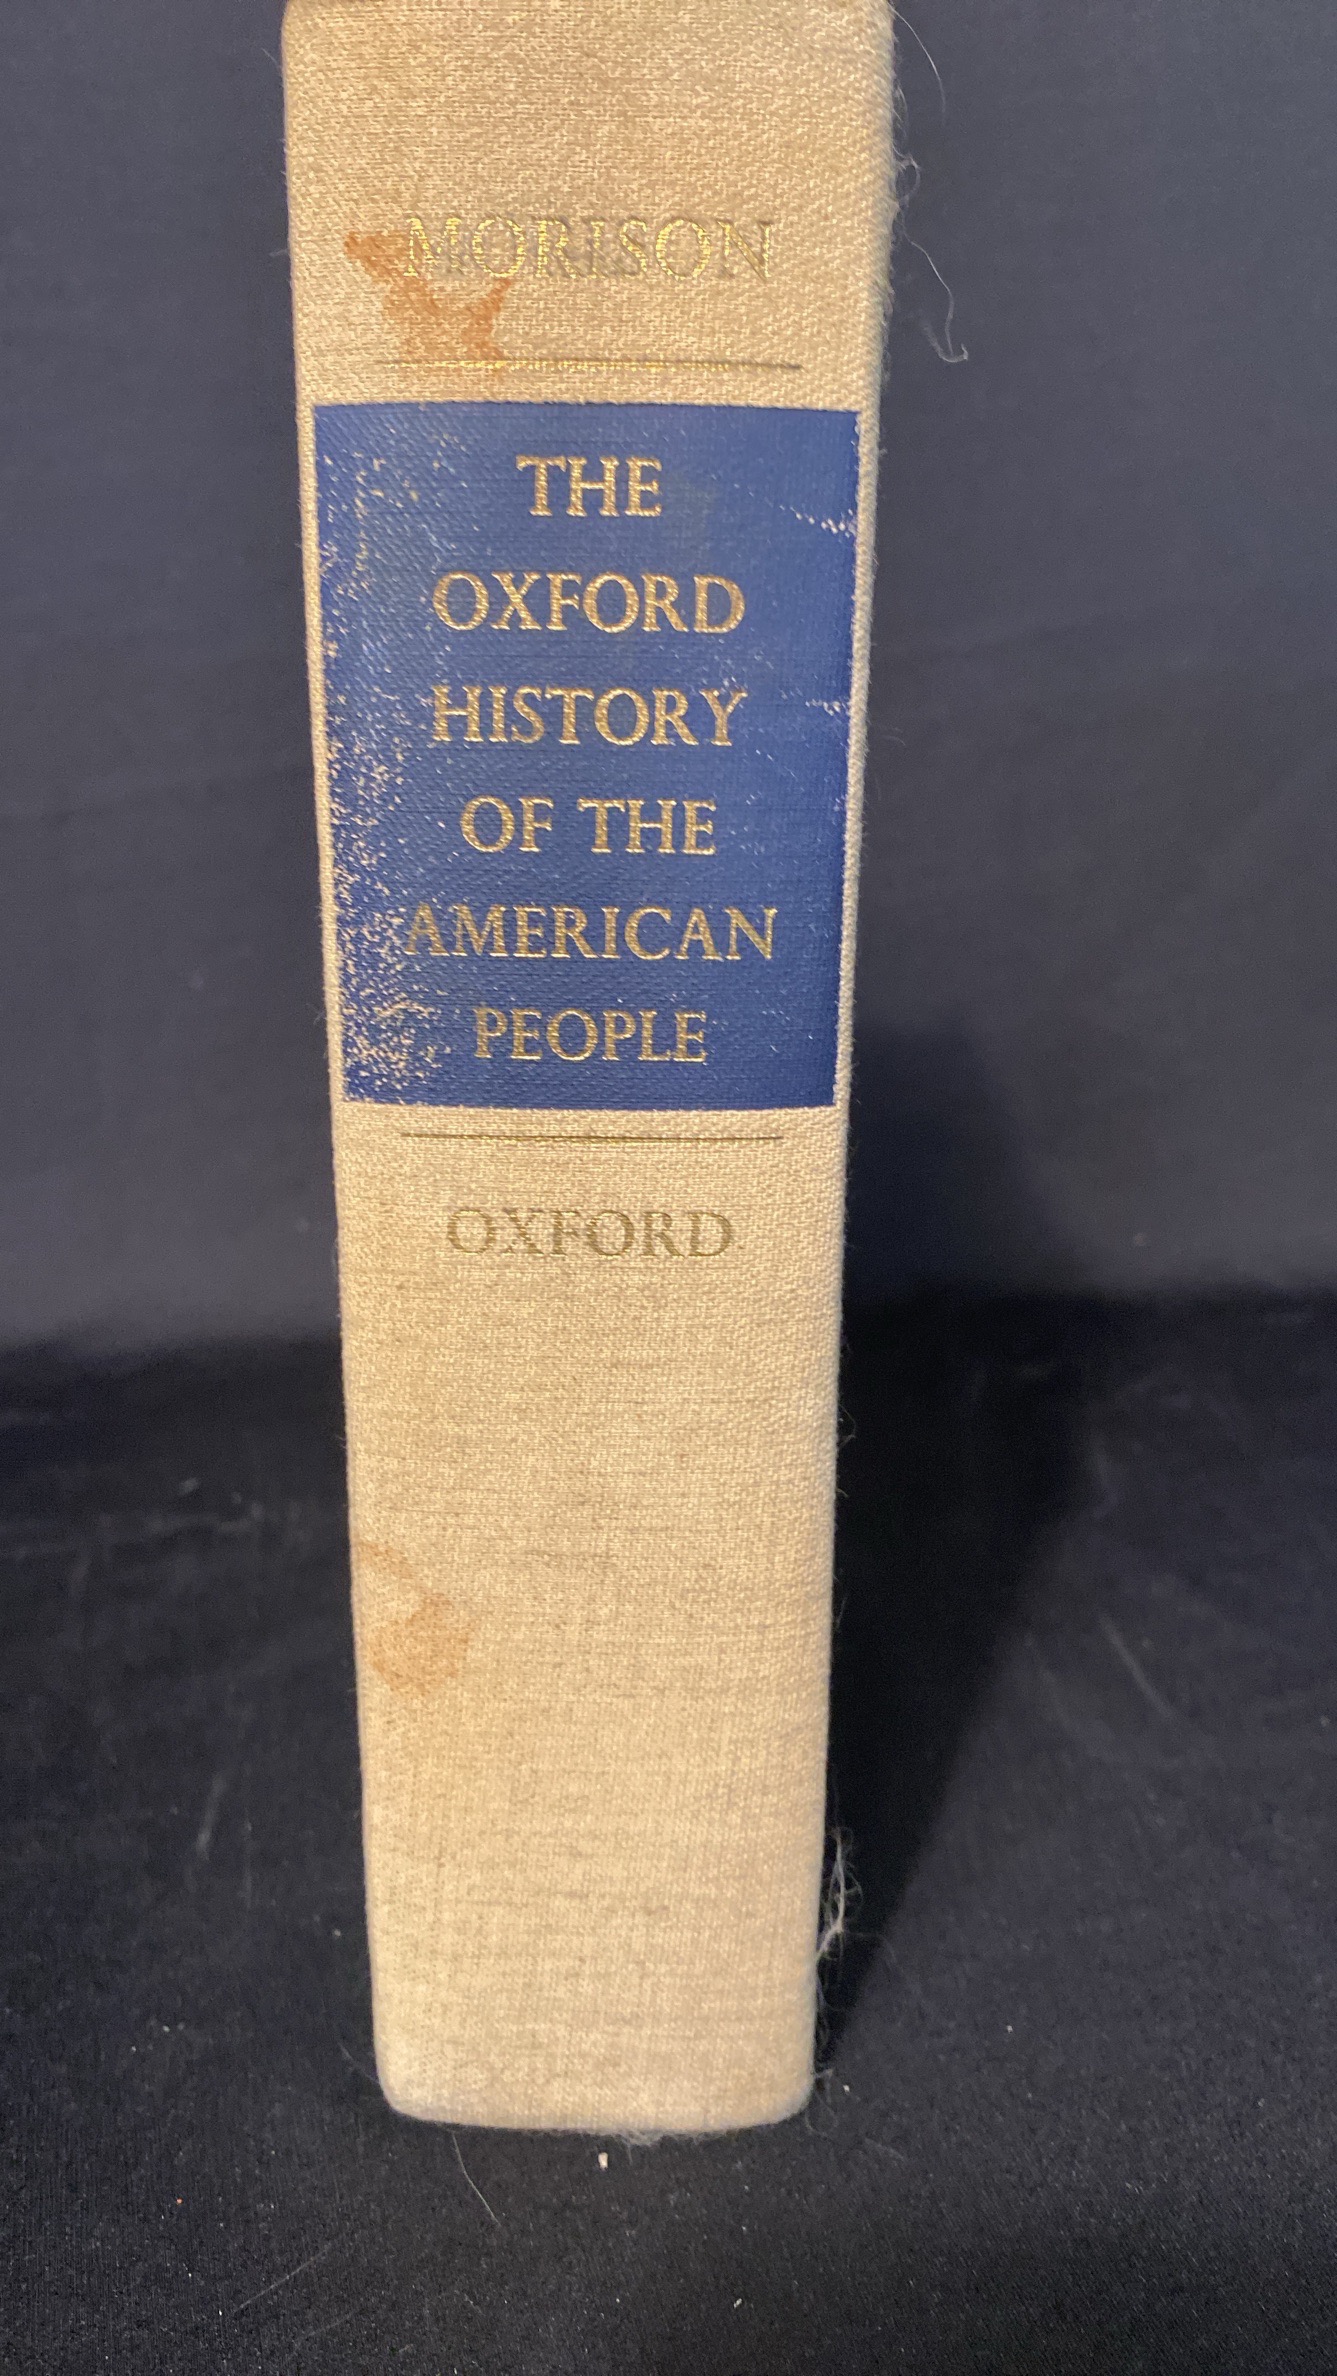 MORISON
THE
OXFORD
HISTORY
OF THE
AMERICAN
PEOPLE
OXFORD